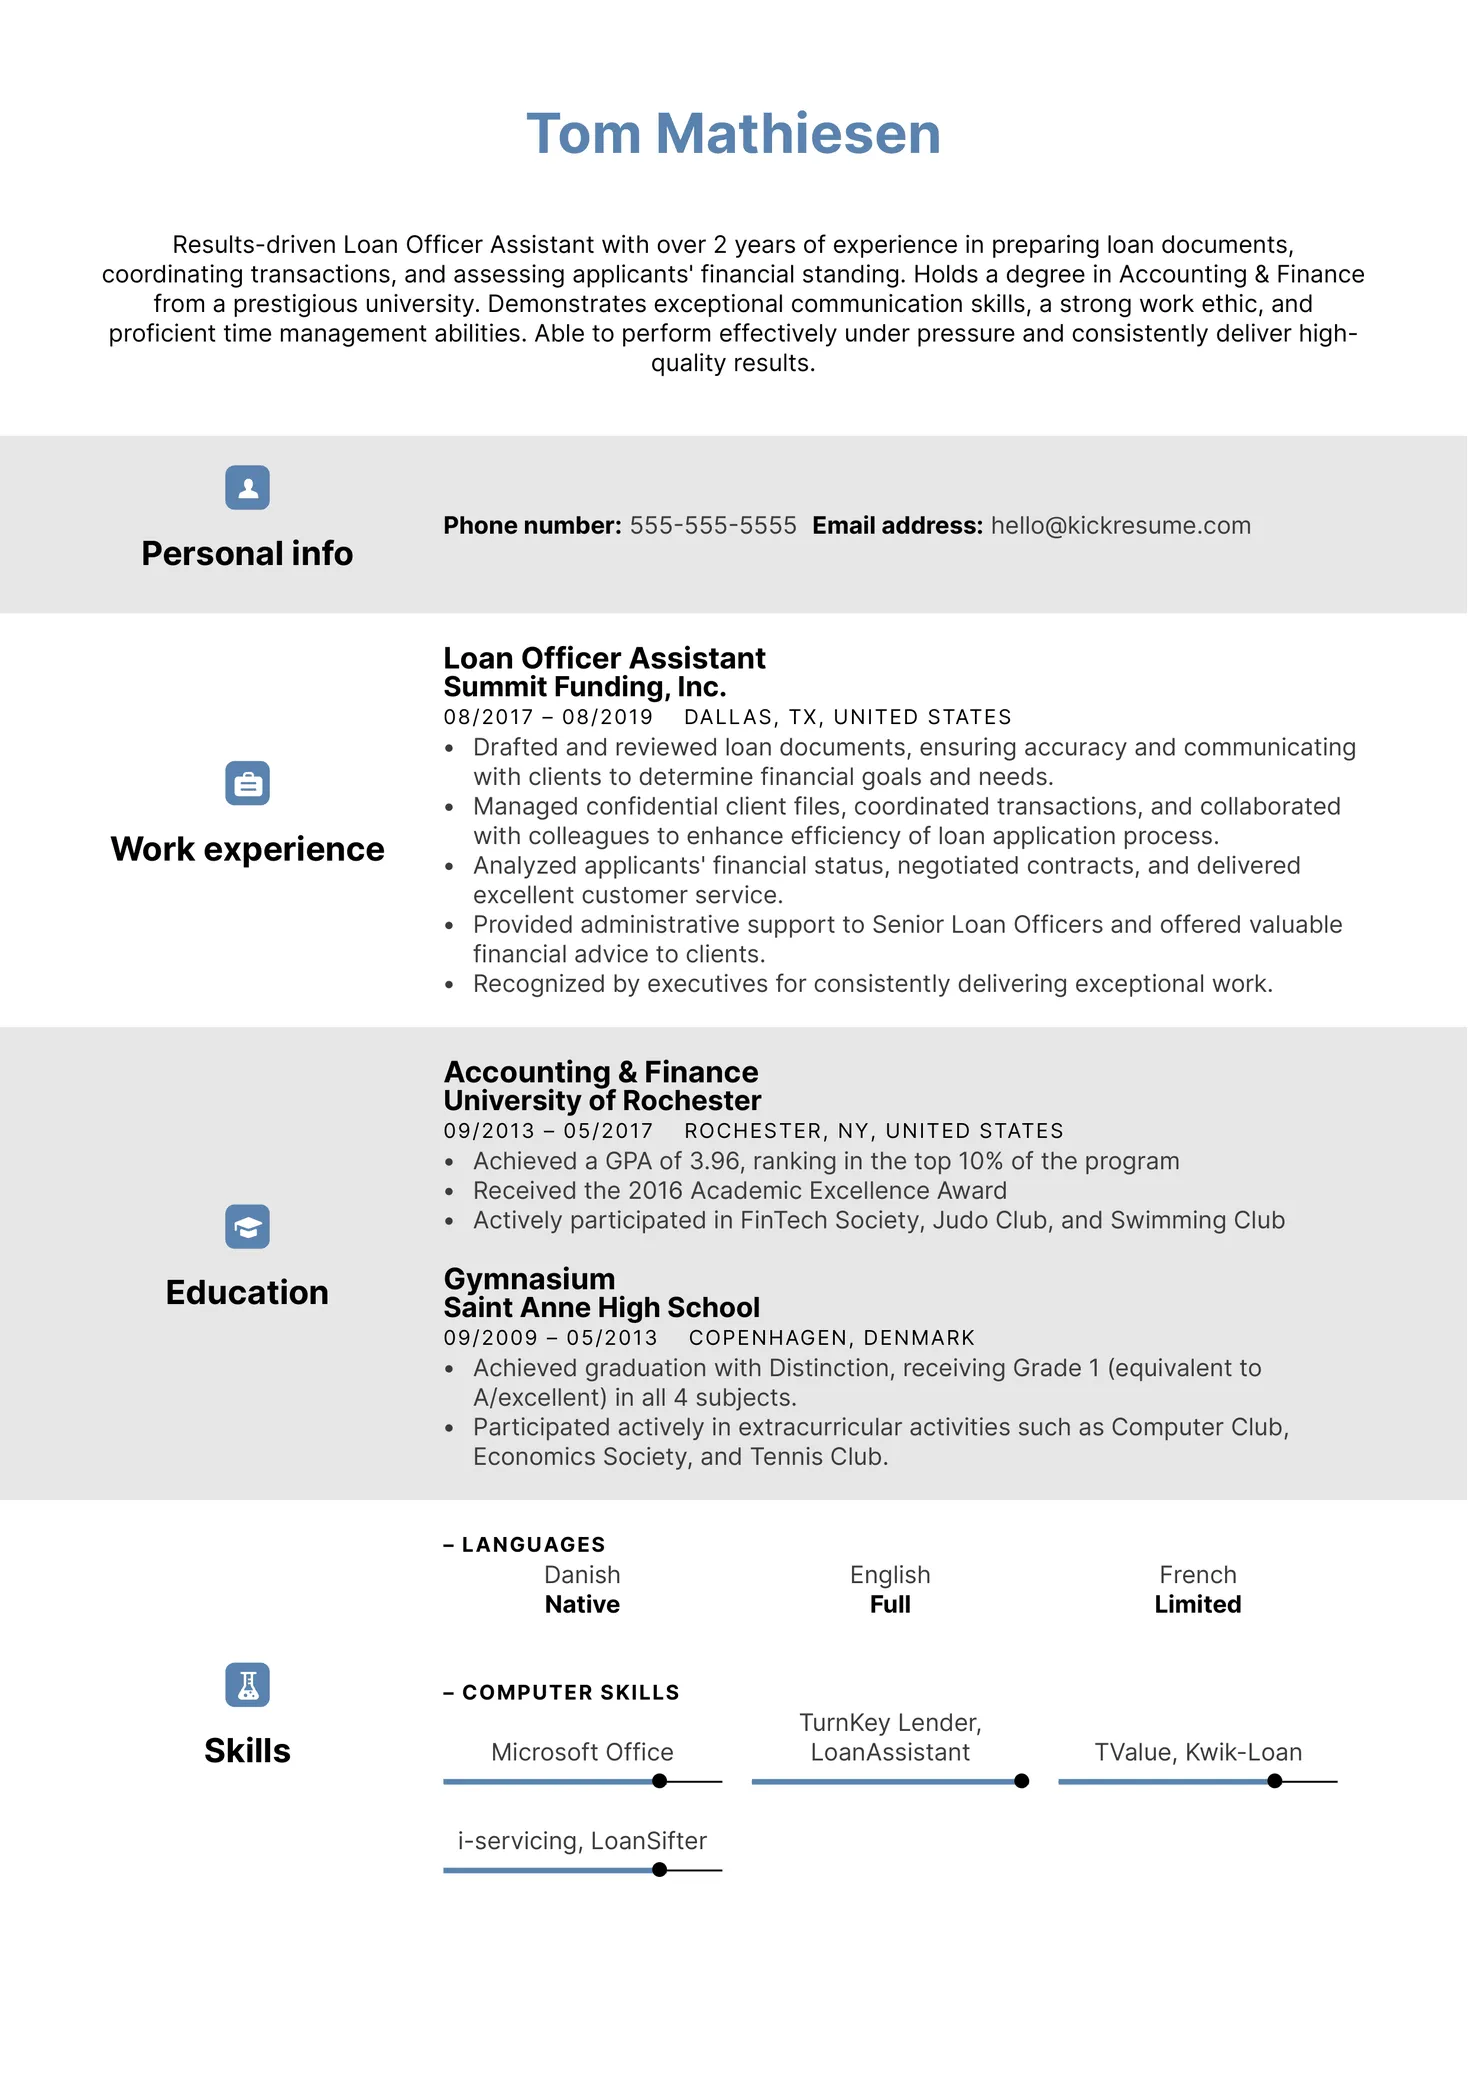 Tom Mathiesen
Results-driven Loan Officer Assistant with over 2 years of experience in preparing loan documents,
coordinating transactions, and assessing applicants' financial standing. Holds a degree in Accounting & Finance
from a prestigious university. Demonstrates exceptional communication skills, a strong work ethic, and
proficient time management abilities. Able to perform effectively under pressure and consistently deliver high-
quality results.
Personal info
Phone number: 555-555-5555 Email address: hello@kickresume.com
Work experience
Loan Officer Assistant
Summit Funding, Inc.
08/2017 – 08/2019 DALLAS, TX, UNITED STATES
• Drafted and reviewed loan documents, ensuring accuracy and communicating
with clients to determine financial goals and needs.
• Managed confidential client files, coordinated transactions, and collaborated
with colleagues to enhance efficiency of loan application process.
• Analyzed applicants' financial status, negotiated contracts, and delivered
excellent customer service.
• Provided administrative support to Senior Loan Officers and offered valuable
financial advice to clients.
• Recognized by executives for consistently delivering exceptional work.
Education
Accounting & Finance
University of Rochester
09/2013 – 05/2017 ROCHESTER, NY, UNITED STATES
• Achieved a GPA of 3.96, ranking in the top 10% of the program
• Received the 2016 Academic Excellence Award
• Actively participated in FinTech Society, Judo Club, and Swimming Club
Gymnasium
Saint Anne High School
09/2009 – 05/2013 COPENHAGEN, DENMARK
• Achieved graduation with Distinction, receiving Grade 1 (equivalent to
A/excellent) in all 4 subjects.
• Participated actively in extracurricular activities such as Computer Club,
Economics Society, and Tennis Club.
Skills
– LANGUAGES
Danish
Native
English
Full
French
Limited
– COMPUTER SKILLS
Microsoft Office
TurnKey Lender,
LoanAssistant
TValue, Kwik-Loan
i-servicing, LoanSifter